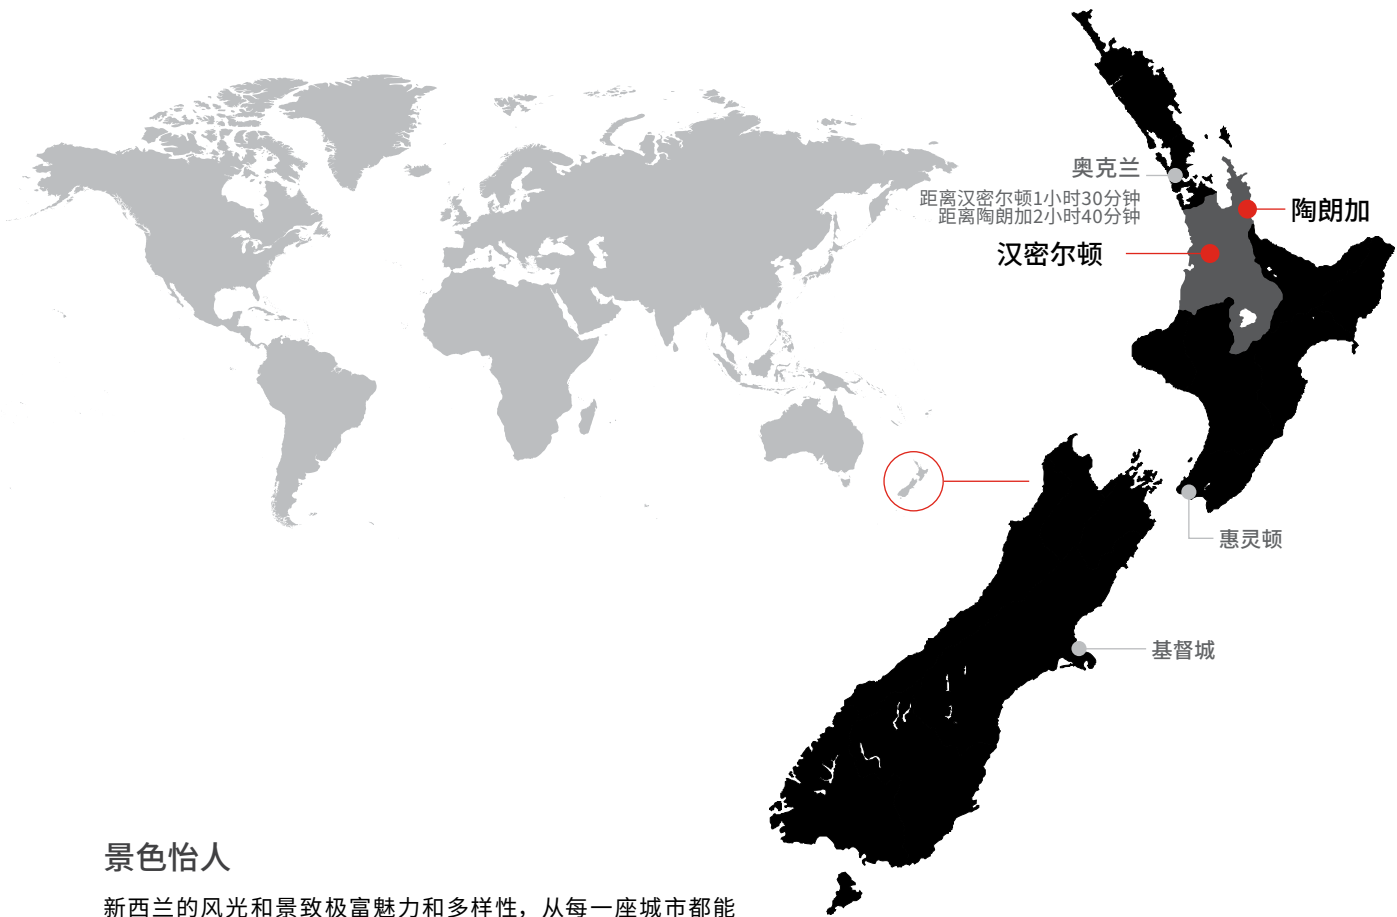 奥克兰
距离汉密尔顿1小时30分钟
距离陶朗加2小时40分钟
陶朗加
汉密尔顿
惠灵顿
基督城
景色怡人
新西兰的风光和景致极富魅力和多样性，从每一座城市都能